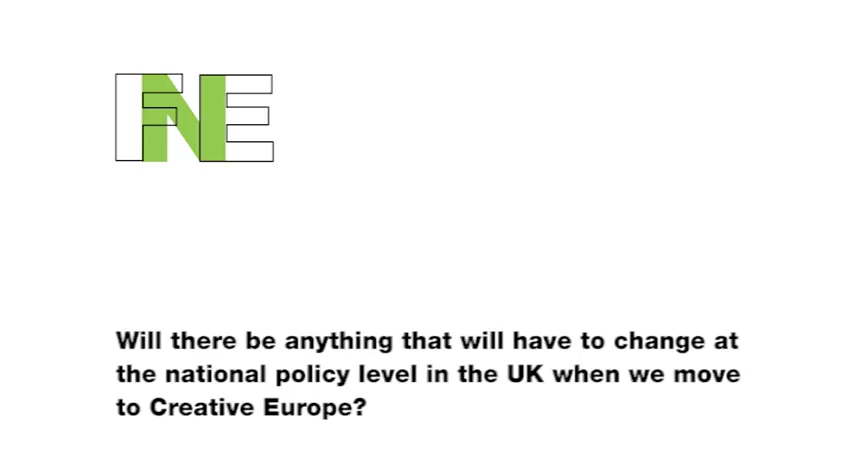 FNE
Will there be anything that will have to change at
the national policy level in the UK when we move
to Creative Europe?